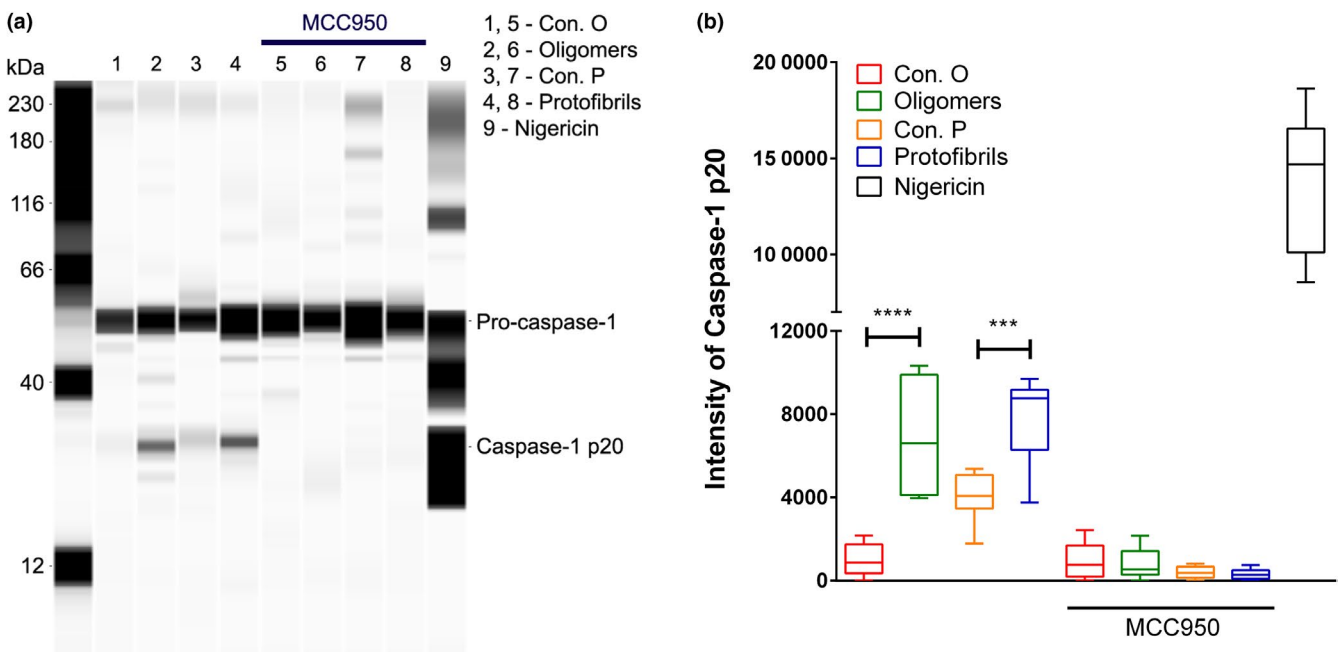 (a)
MCC950
1, 5 - Con. O
2, 6 - Oligomers
3, 7 - Con. P
4, 8 - Protofibrils
9 - Nigericin
kDa 1 2 3 4 5 6 7 8 9
230
180
116
66
Pro-caspase-1
40
Caspase-1 p20
12
(b)
Intensity of Caspase-1 p20
20 0000
15 0000
10 0000
12000
8000
4000
0
Con. O
Oligomers
Con. P
Protofibrils
Nigericin
****
***
MCC950